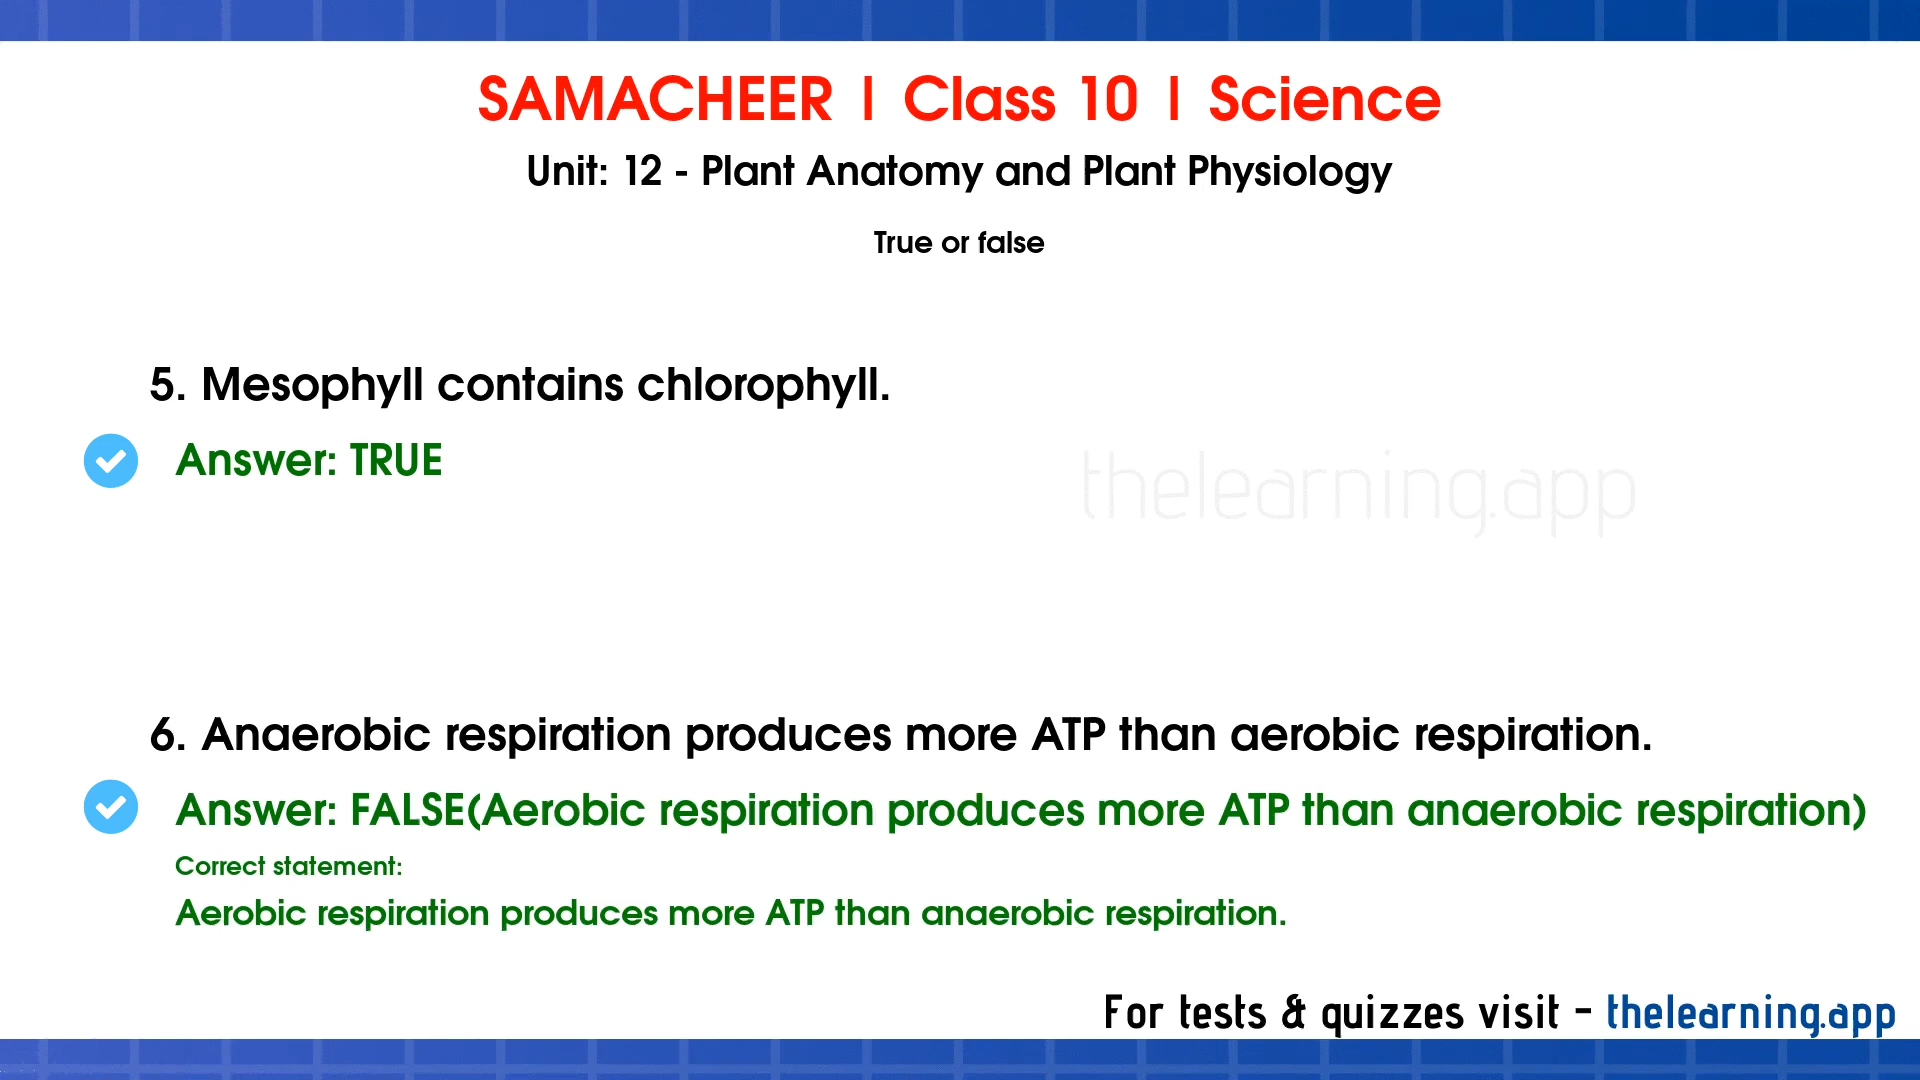 SAMACHEER | Class 10 | Science
Unit: 12 - Plant Anatomy and Plant Physiology
True or false
5. Mesophyll contains chlorophyll.
Answer: TRUE
thelearning.app
6. Anaerobic respiration produces more ATP than aerobic respiration.
Answer: FALSE(Aerobic respiration produces more ATP than anaerobic respiration)
Correct statement:
Aerobic respiration produces more ATP than anaerobic respiration.
For tests & quizzes visit - thelearning.app